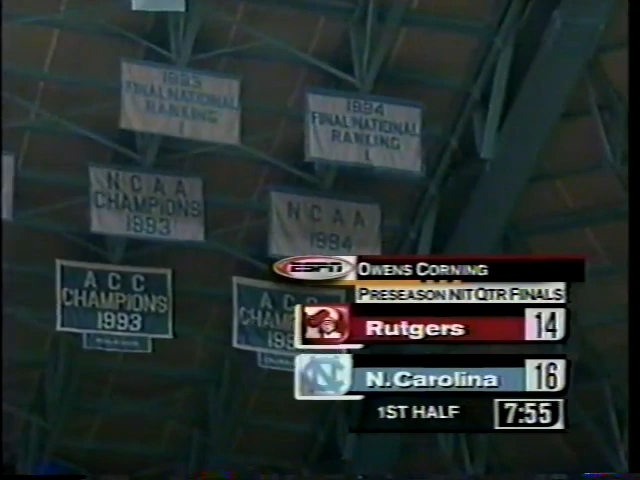 1993
FINAL NATIONAL
RANKING
1
1994
FINAL NATIONAL
RANKING
1
NCAA
CHAMPIONS
1993
NCAA
1994
ACC
CHAMPIONS
1993
ACC
ESPN
OWENS CORNING
PRESEASON NIT QTR FINALS
Rutgers 14
N. Carolina 16
1ST HALF 7:55